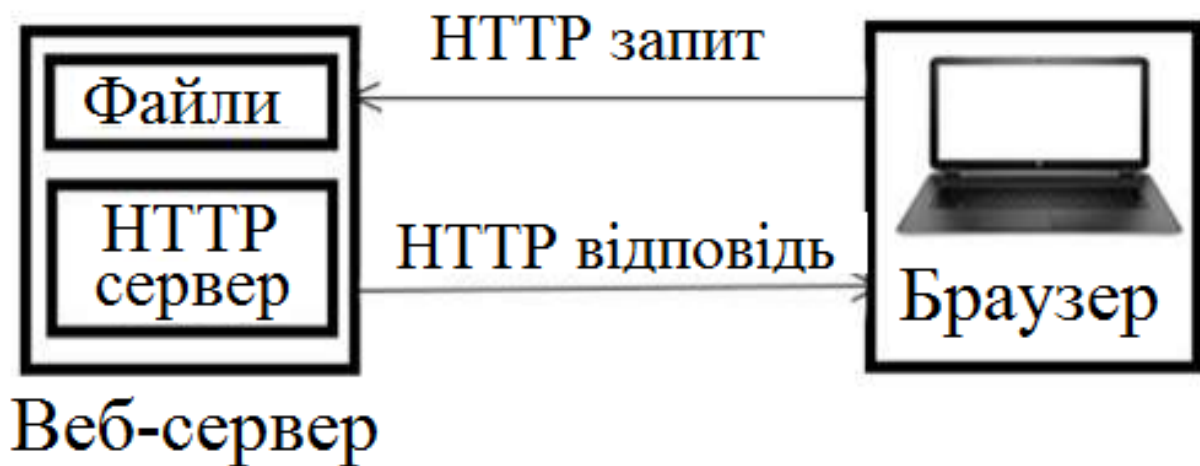 HTTP запит
Файли
HTTP
сервер
HTTP відповідь
Браузер
Веб-сервер